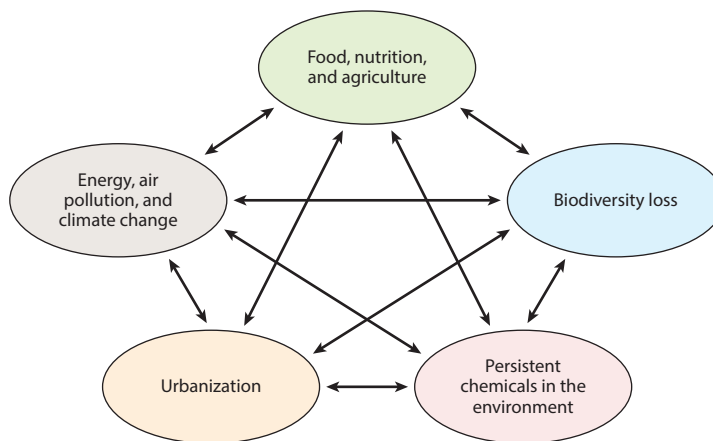 Food, nutrition,
and agriculture
Energy, air
pollution, and
climate change
Biodiversity loss
Urbanization
Persistent
chemicals in the
environment